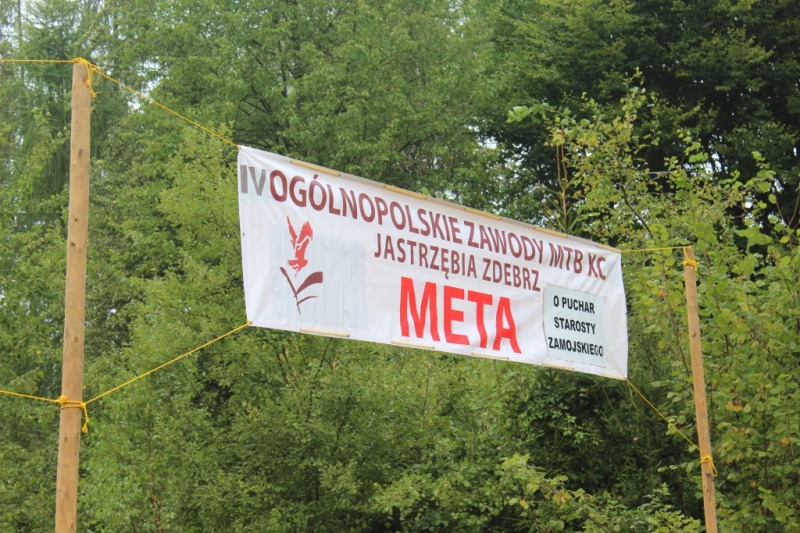 IV OGÓLNOPOLSKIE ZAWODY MTB KC
JASTRZĘBIA ZDEBRZ
META
O PUCHAR
STAROSTY
ZAMOJSKIEGO